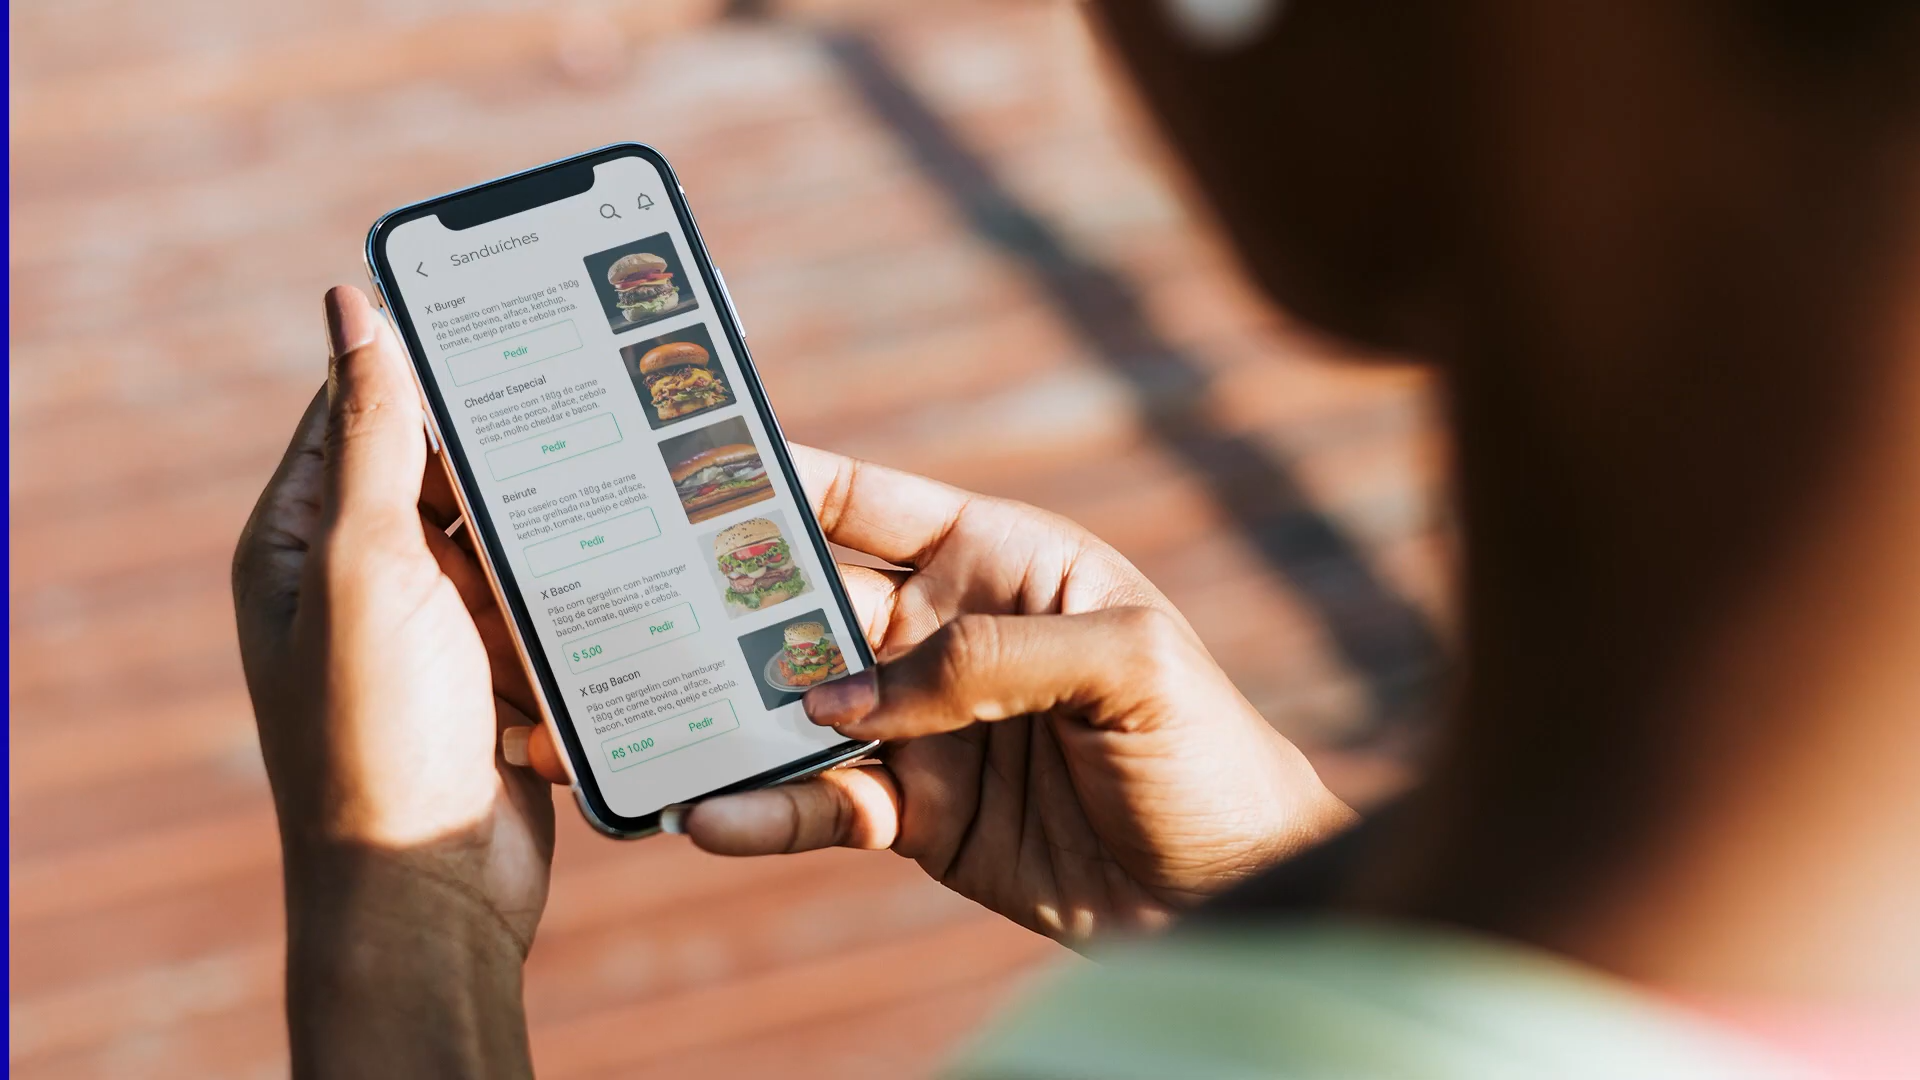 Sanduíches
X Burger
Pão caseiro com hamburger de 180g
de blend bovino, alface, ketchup,
tomate, queijo prato e cebola roxa.
Pedir
Cheddar Especial
Pão caseiro com 180g de carne
desfiada de porco, alface, cebola
crisp, molho cheddar e bacon.
Pedir
Beirute
Pão caseiro com 180g de carne
bovina grelhada na brasa, alface,
ketchup, tomate, queijo e cebola.
Pedir
X Bacon
Pão com gergelim com hamburger
180g de carne bovina , alface,
bacon, tomate, queijo e cebola.
$ 5,00 Pedir
X Egg Bacon
Pão com gergelim com hamburger
180g de carne bovina , alface,
bacon, tomate, ovo, queijo e cebola.
R$ 10,00 Pedir